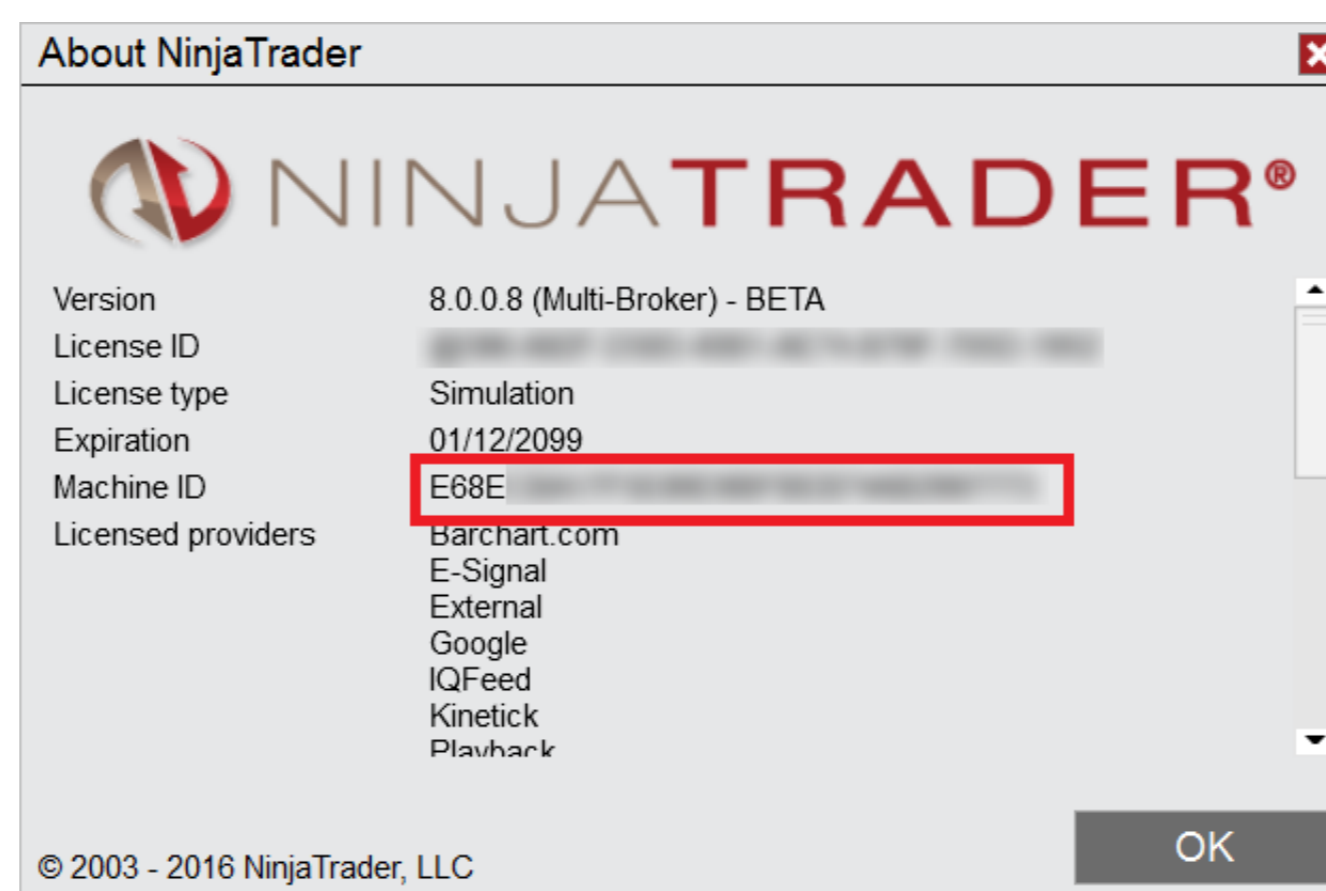 About NinjaTrader
NINJATRADER®
Version 8.0.0.8 (Multi-Broker) - BETA
License ID
License type Simulation
Expiration 01/12/2099
Machine ID E68E
Licensed providers Barchart.com
E-Signal
External
Google
IQFeed
Kinetick
Playback
OK
© 2003 - 2016 NinjaTrader, LLC